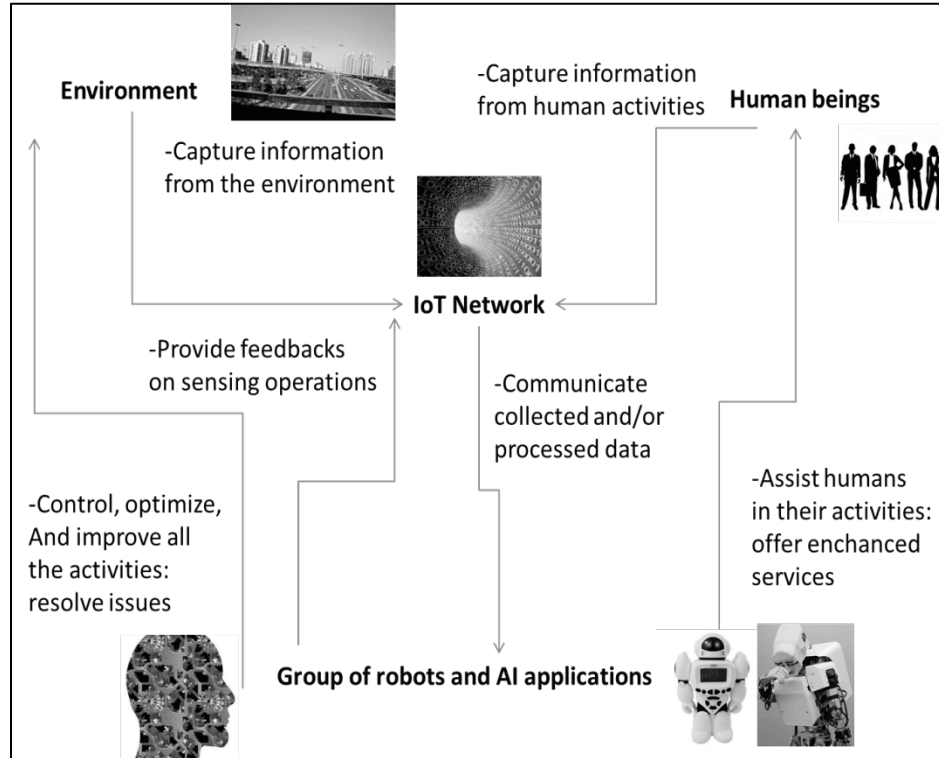 Environment
-Capture information
from the environment
-Capture information
from human activities
Human beings
IoT Network
-Provide feedbacks
on sensing operations
-Communicate
collected and/or
processed data
-Control, optimize,
And improve all
the activities:
resolve issues
-Assist humans
in their activities:
offer enchanced
services
Group of robots and AI applications